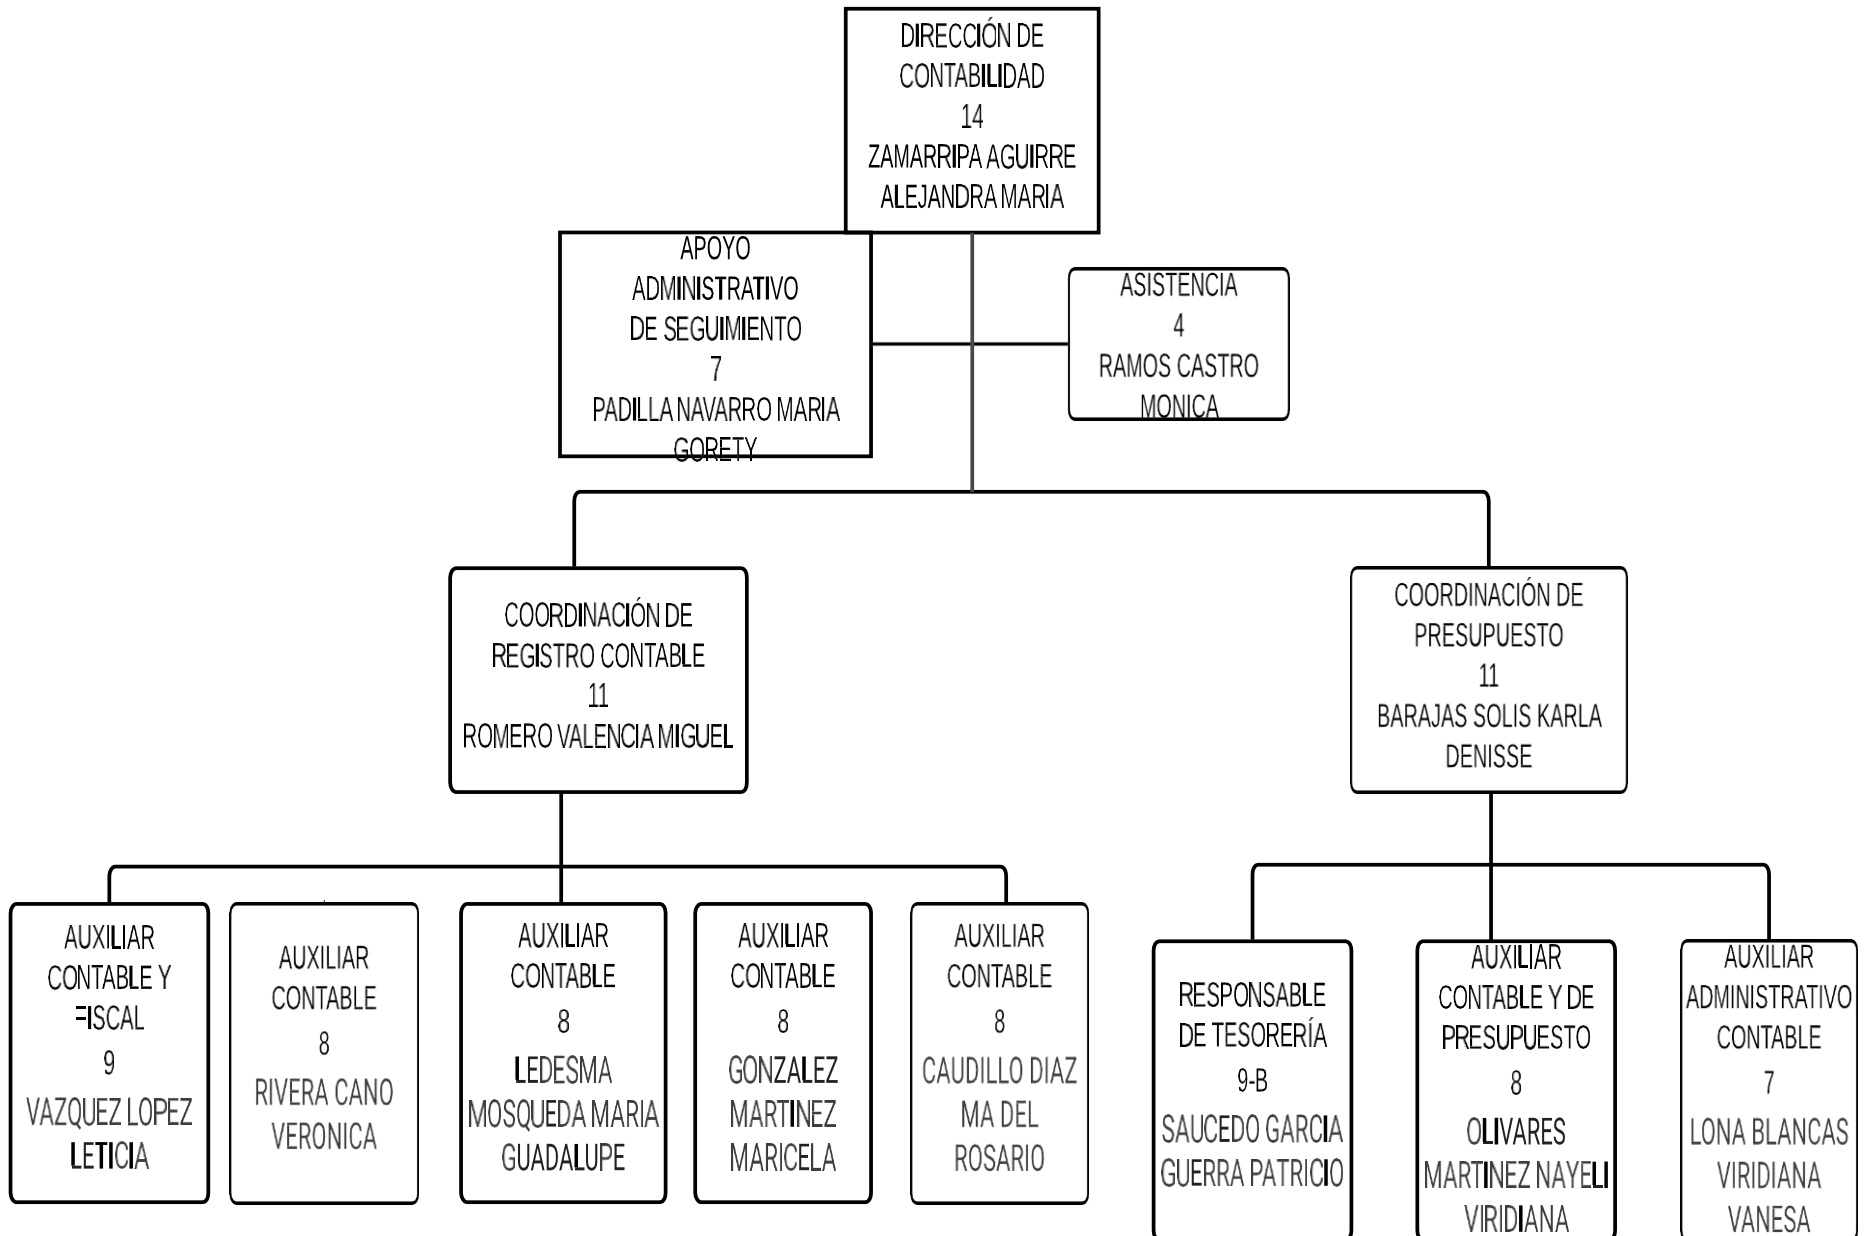 DIRECCIÓN DE
CONTABILIDAD
14
ZAMARRIPA AGUIRRE
ALEJANDRA MARIA
APOYO
ADMINISTRATIVO
DE SEGUIMIENTO
7
PADILLA NAVARRO MARIA
GORETY
ASISTENCIA
4
RAMOS CASTRO
MONICA
COORDINACIÓN DE
REGISTRO CONTABLE
11
ROMERO VALENCIA MIGUEL
COORDINACIÓN DE
PRESUPUESTO
11
BARAJAS SOLIS KARLA
DENISSE
AUXILIAR
CONTABLE Y
FISCAL
9
VAZQUEZ LOPEZ
LETICIA
AUXILIAR
CONTABLE
8
RIVERA CANO
VERONICA
AUXILIAR
CONTABLE
8
LEDESMA
MOSQUEDA MARIA
GUADALUPE
AUXILIAR
CONTABLE
8
GONZALEZ
MARTINEZ
MARICELA
AUXILIAR
CONTABLE
8
CAUDILLO DIAZ
MA DEL
ROSARIO
RESPONSABLE
DE TESORERÍA
9-B
SAUCEDO GARCIA
GUERRA PATRICIO
AUXILIAR
CONTABLE Y DE
PRESUPUESTO
8
OLIVARES
MARTINEZ NAYELI
VIRIDIANA
AUXILIAR
ADMINISTRATIVO
CONTABLE
7
LONA BLANCAS
VIRIDIANA
VANESA